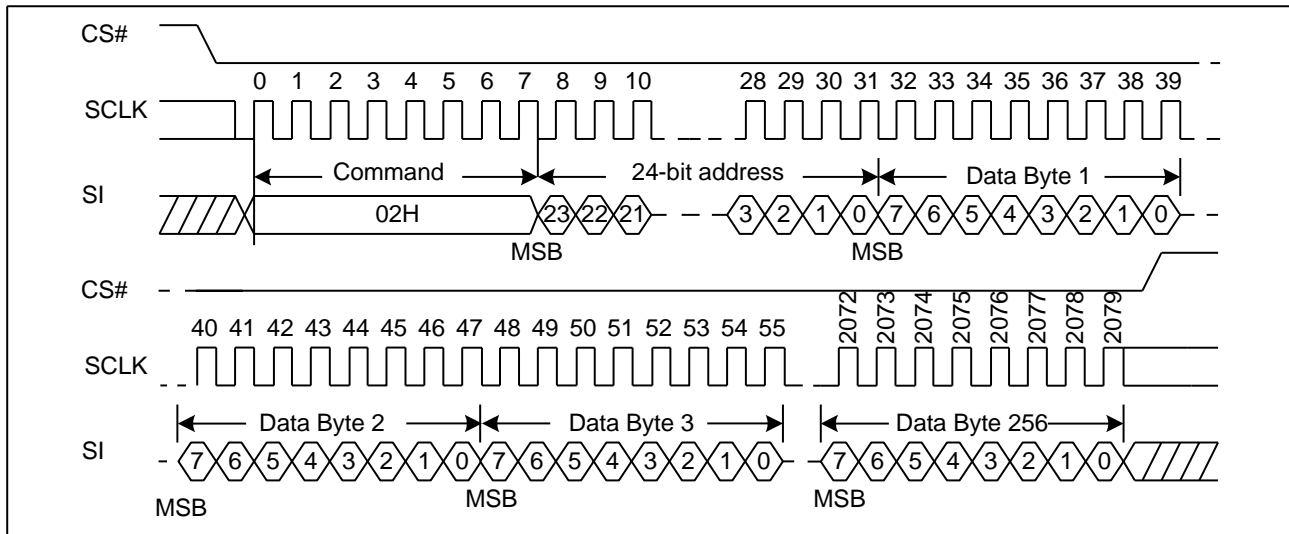 CS#
0 1 2 3 4 5 6 7 8 9 10 28 29 30 31 32 33 34 35 36 37 38 39
SCLK
Command 24-bit address Data Byte 1
SI
02H 23 22 21 3 2 1 0 7 6 5 4 3 2 1 0
MSB MSB
CS#
2072 2073 2074 2075 2076 2077 2078 2079
40 41 42 43 44 45 46 47 48 49 50 51 52 53 54 55
SCLK
Data Byte 2 Data Byte 3 Data Byte 256
SI
7 6 5 4 3 2 1 0 7 6 5 4 3 2 1 0 7 6 5 4 3 2 1 0
MSB MSB MSB